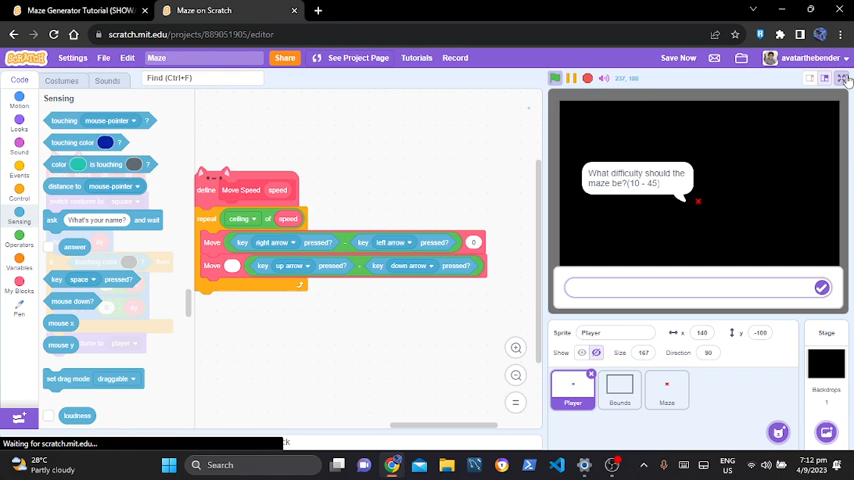 Maze Generator Tutorial (SHOW
Maze on Scratch
scratch.mit.edu/projects/889051905/editor
SCRATCH Settings File Edit Maze Share See Project Page Tutorials Record Save Now avatarthebender
Code Costumes Sounds Find (Ctrl+F) 237, 188
Motion
Looks
Sound
Events
Control
Sensing
Operators
Variables
My Blocks
Pen
Sensing
touching mouse-pointer ?
touching color ?
color is touching ?
distance to mouse-pointer
ask What's your name? and wait
answer
key space pressed?
mouse down?
mouse x
mouse y
set drag mode draggable
loudness
define Move Speed speed
repeat ceiling of speed
Move key right arrow pressed? - key left arrow pressed? 0
Move key up arrow pressed? - key down arrow pressed?
What difficulty should the
maze be?(10 - 45)
Sprite Player x 140 y -100
Show Size 167 Direction 90
Player Bounds Maze
Stage
Backdrops
1
Waiting for scratch.mit.edu...
28°C
Partly cloudy
Search
ENG
US
7:12 pm
4/9/2023